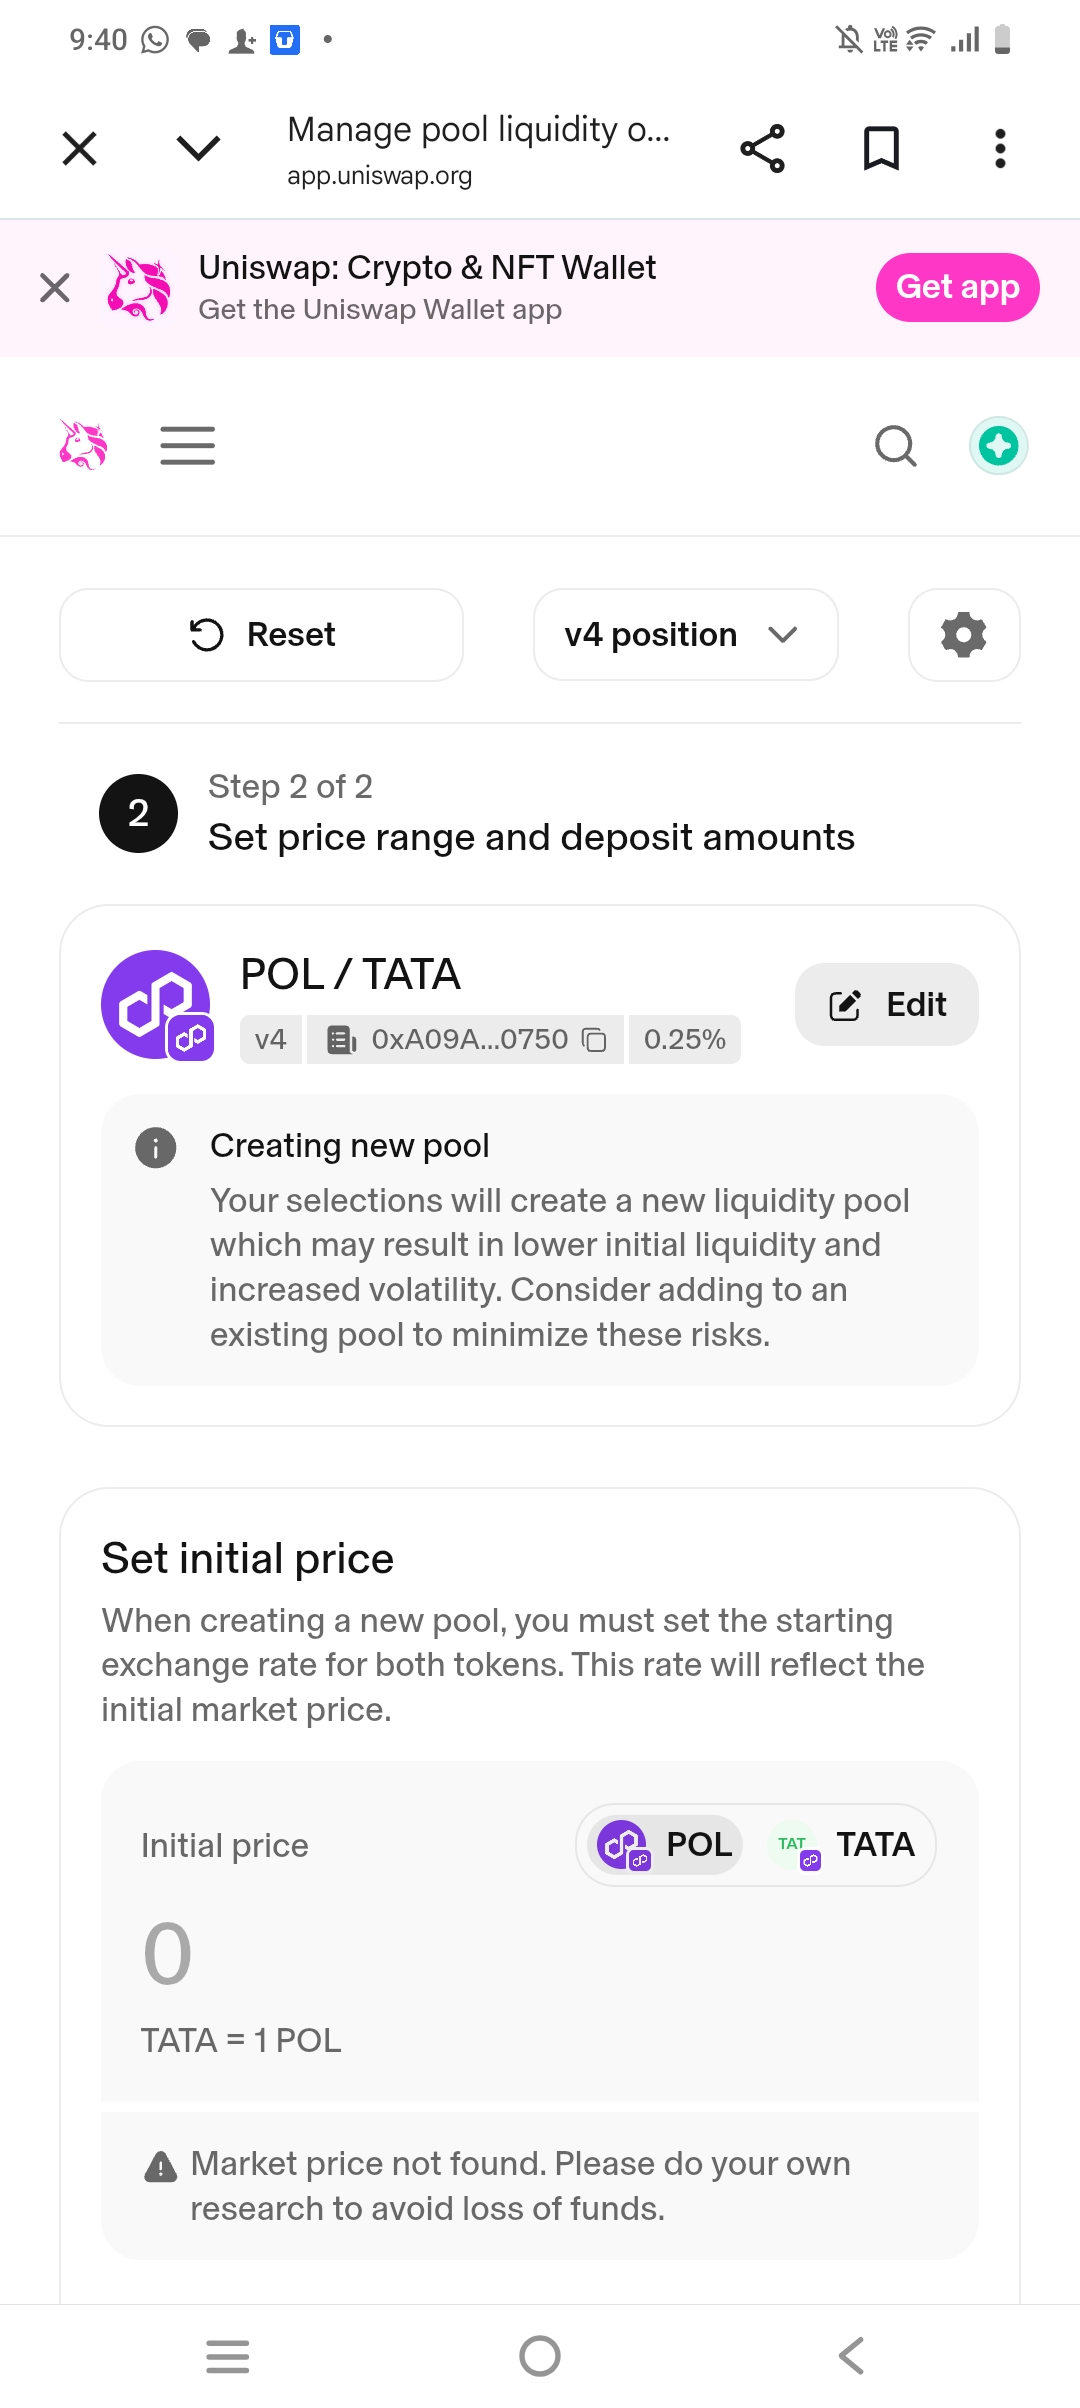 9:40
Vo) LTE
Manage pool liquidity o...
app.uniswap.org
Uniswap: Crypto & NFT Wallet
Get the Uniswap Wallet app
Get app
Reset
v4 position
2
Step 2 of 2
Set price range and deposit amounts
POL / TATA
v4
0xA09A...0750
0.25%
Edit
Creating new pool
Your selections will create a new liquidity pool
which may result in lower initial liquidity and
increased volatility. Consider adding to an
existing pool to minimize these risks.
Set initial price
When creating a new pool, you must set the starting
exchange rate for both tokens. This rate will reflect the
initial market price.
Initial price
POL
TAT
TATA
0
TATA = 1 POL
Market price not found. Please do your own
research to avoid loss of funds.